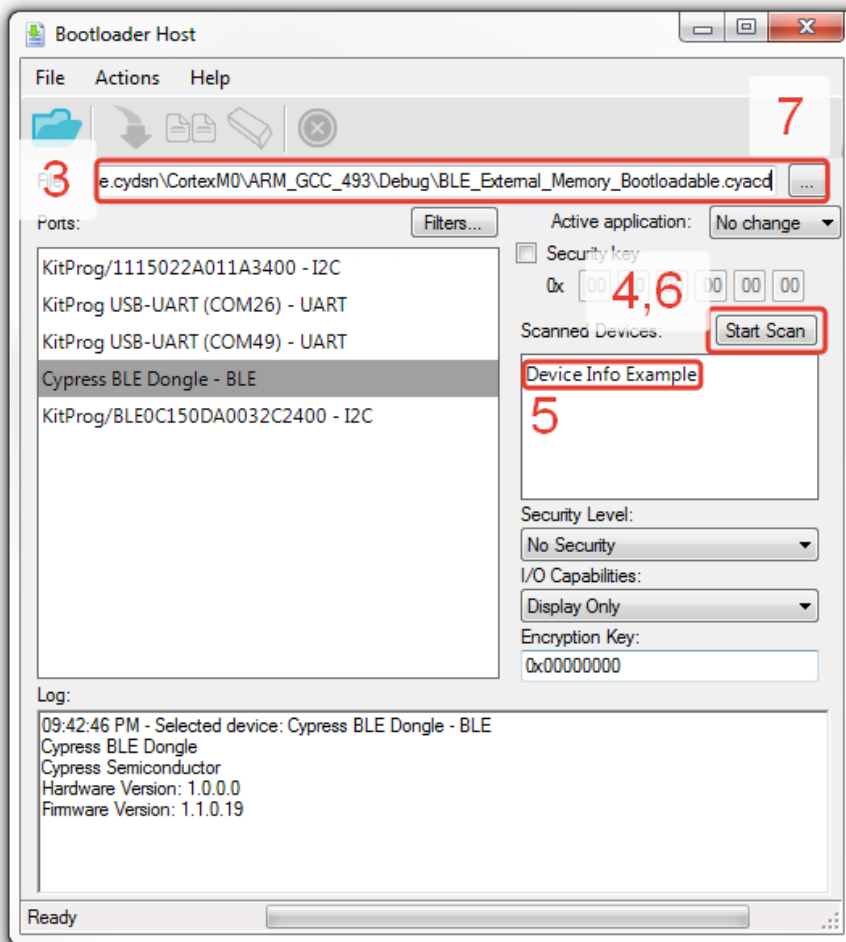 Bootloader Host
File Actions Help
7
3
e.cydsn\CortexM0\ARM_GCC_493\Debug\BLE_External_Memory_Bootloadable.cyacd ...
Ports: Filters... Active application: No change
KitProg/1115022A011A3400 - I2C
KitProg USB-UART (COM26) - UART
KitProg USB-UART (COM49) - UART
Cypress BLE Dongle - BLE
KitProg/BLE0C150DA0032C2400 - I2C
Security key
0x 00 00 00 00
4,6
Scanned Devices: Start Scan
Device Info Example
5
Security Level:
No Security
I/O Capabilities:
Display Only
Encryption Key:
0x00000000
Log:
09:42:46 PM - Selected device: Cypress BLE Dongle - BLE
Cypress BLE Dongle
Cypress Semiconductor
Hardware Version: 1.0.0.0
Firmware Version: 1.1.0.19
Ready